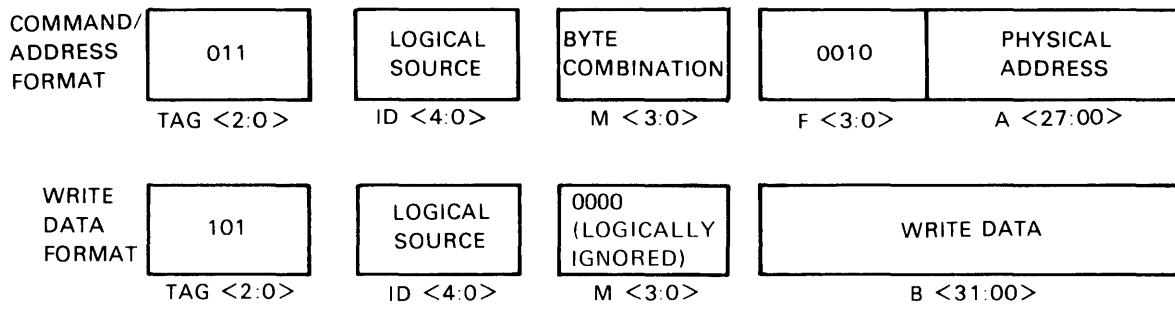 COMMAND/
ADDRESS
FORMAT
011
LOGICAL
SOURCE
BYTE
COMBINATION
0010
PHYSICAL
ADDRESS
TAG <2:0>
ID <4:0>
M <3:0>
F <3:0>
A <27:00>
WRITE
DATA
FORMAT
101
LOGICAL
SOURCE
0000
(LOGICALLY
IGNORED)
WRITE DATA
TAG <2:0>
ID <4:0>
M <3:0>
B <31:00>